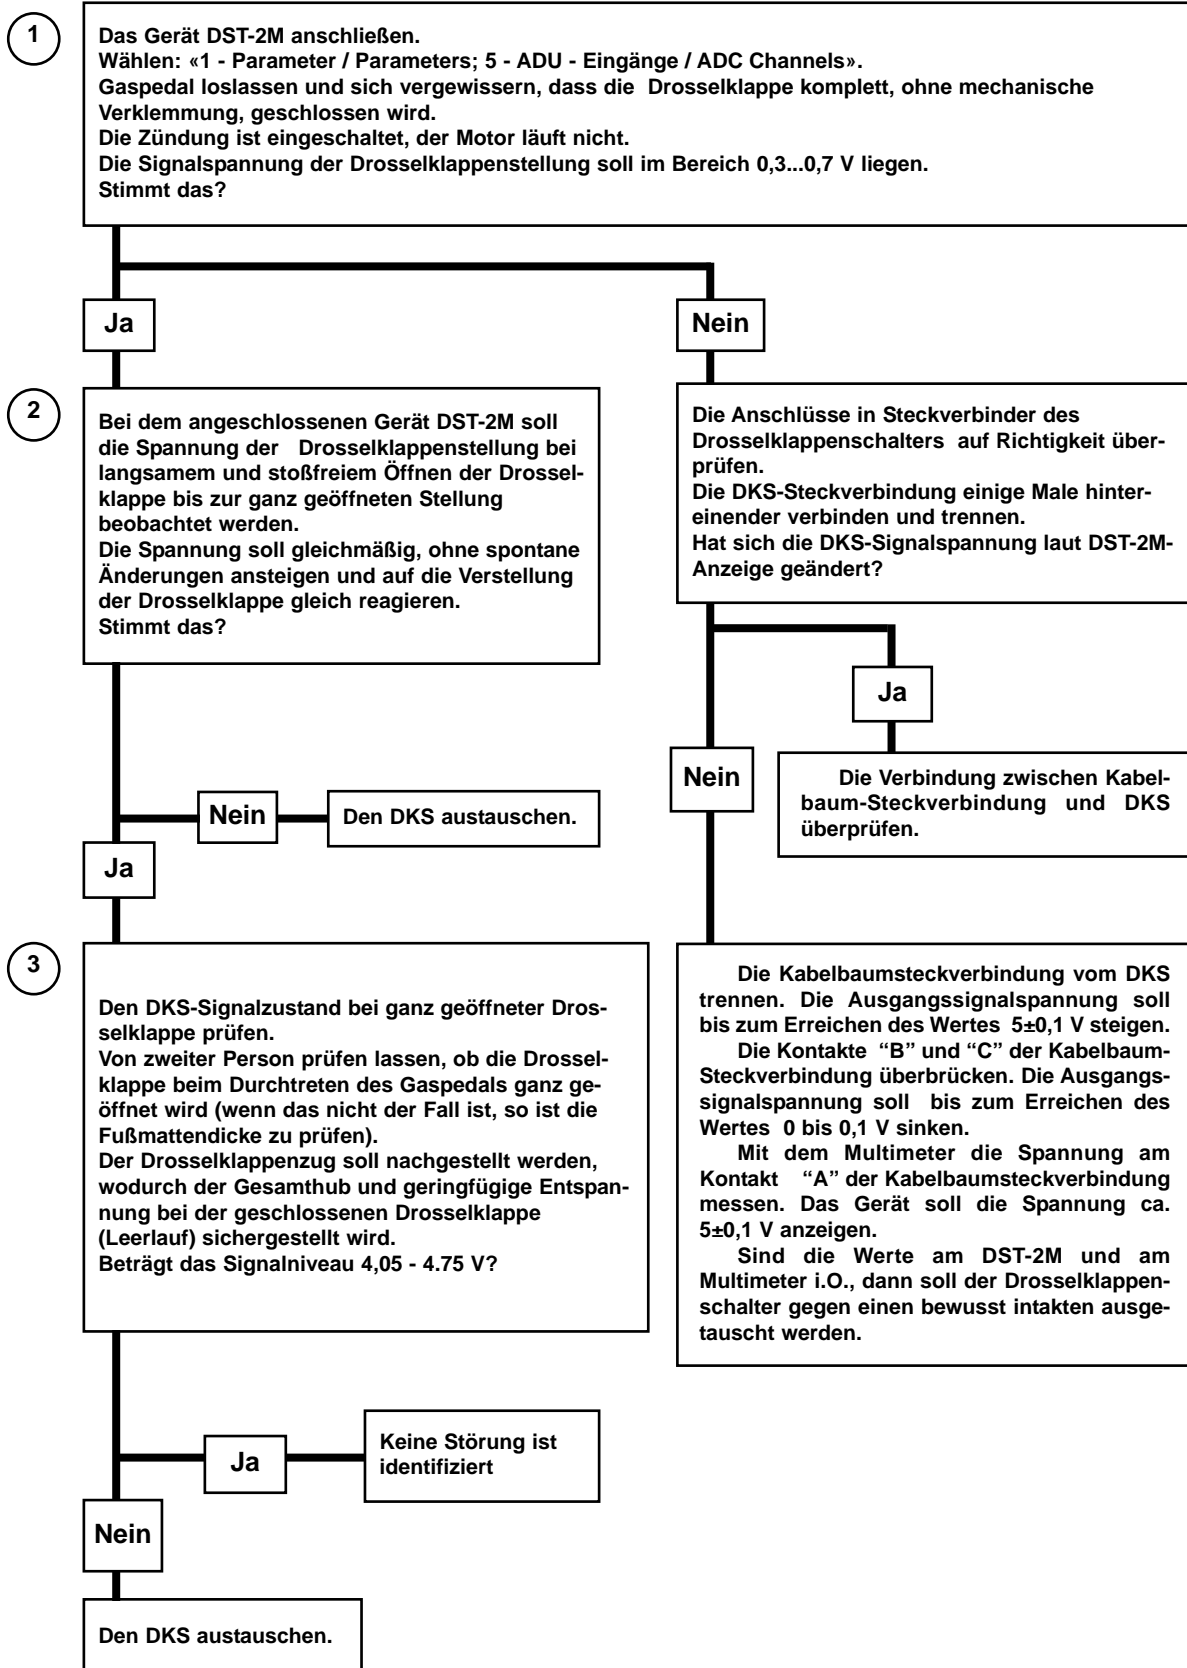 1
Das Gerät DST-2M anschließen.
Wählen: «1 - Parameter / Parameters; 5 - ADU - Eingänge / ADC Channels».
Gaspedal loslassen und sich vergewissern, dass die Drosselklappe komplett, ohne mechanische
Verklemmung, geschlossen wird.
Die Zündung ist eingeschaltet, der Motor läuft nicht.
Die Signalspannung der Drosselklappenstellung soll im Bereich 0,3...0,7 V liegen.
Stimmt das?
Ja
Nein
2
Bei dem angeschlossenen Gerät DST-2M soll
die Spannung der Drosselklappenstellung bei
langsamem und stoßfreiem Öffnen der Drossel-
klappe bis zur ganz geöffneten Stellung
beobachtet werden.
Die Spannung soll gleichmäßig, ohne spontane
Änderungen ansteigen und auf die Verstellung
der Drosselklappe gleich reagieren.
Stimmt das?
Die Anschlüsse in Steckverbinder des
Drosselklappenschalters auf Richtigkeit über-
prüfen.
Die DKS-Steckverbindung einige Male hinter-
einender verbinden und trennen.
Hat sich die DKS-Signalspannung laut DST-2M-
Anzeige geändert?
Ja
Nein
Die Verbindung zwischen Kabel-
baum-Steckverbindung und DKS
überprüfen.
Nein
Den DKS austauschen.
Ja
3
Den DKS-Signalzustand bei ganz geöffneter Dros-
selklappe prüfen.
Von zweiter Person prüfen lassen, ob die Drossel-
klappe beim Durchtreten des Gaspedals ganz ge-
öffnet wird (wenn das nicht der Fall ist, so ist die
Fußmattendicke zu prüfen).
Der Drosselklappenzug soll nachgestellt werden,
wodurch der Gesamthub und geringfügige Entspan-
nung bei der geschlossenen Drosselklappe
(Leerlauf) sichergestellt wird.
Beträgt das Signalniveau 4,05 - 4.75 V?
Die Kabelbaumsteckverbindung vom DKS
trennen. Die Ausgangssignalspannung soll
bis zum Erreichen des Wertes 5±0,1 V steigen.
Die Kontakte “B” und “C” der Kabelbaum-
Steckverbindung überbrücken. Die Ausgangs-
signalspannung soll bis zum Erreichen des
Wertes 0 bis 0,1 V sinken.
Mit dem Multimeter die Spannung am
Kontakt “A” der Kabelbaumsteckverbindung
messen. Das Gerät soll die Spannung ca.
5±0,1 V anzeigen.
Sind die Werte am DST-2M und am
Multimeter i.O., dann soll der Drosselklappen-
schalter gegen einen bewusst intakten ausge-
tauscht werden.
Ja
Keine Störung ist
identifiziert
Nein
Den DKS austauschen.